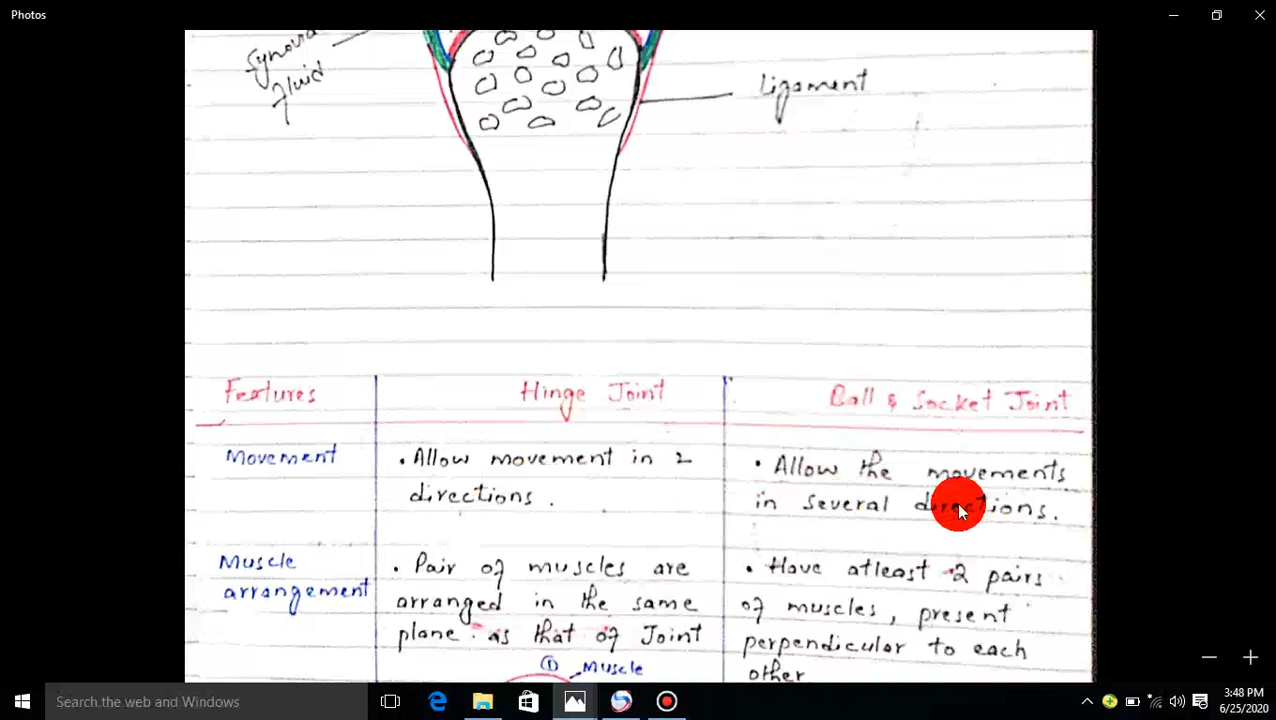 Photos
Synovial
fluid
Ligament
Features
Hinge Joint
Ball & Socket Joint
Movement
• Allow movement in 2
directions.
• Allow the movements
in several directions.
Muscle
arrangement
• Pair of muscles are
arranged in the same
plane as that of Joint
• Have atleast 2 pairs
of muscles, present
perpendicular to each
other
① Muscle
Search the web and Windows
3:48 PM
6/25/2020